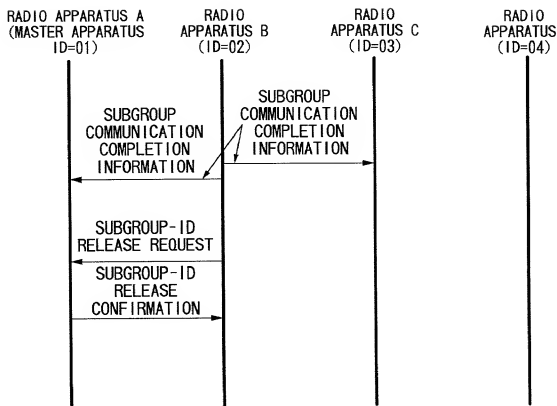 RADIO APPARATUS A
(MASTER APPARATUS
ID=01)
RADIO
APPARATUS B
(ID=02)
RADIO
APPARATUS C
(ID=03)
RADIO
APPARATUS
(ID=04)
SUBGROUP
COMMUNICATION
COMPLETION
INFORMATION
SUBGROUP
COMMUNICATION
COMPLETION
INFORMATION
SUBGROUP-ID
RELEASE REQUEST
SUBGROUP-ID
RELEASE
CONFIRMATION